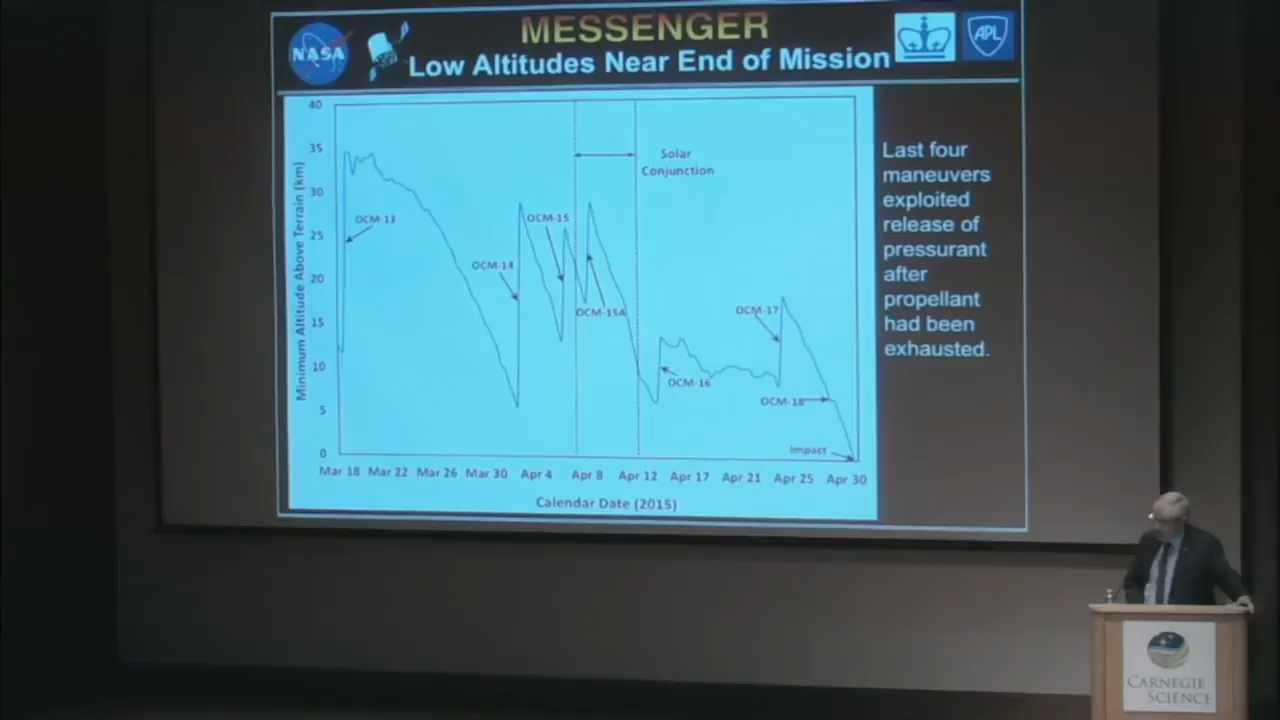 MESSENGER
Low Altitudes Near End of Mission
NASA
APL
40
35
30
25
20
15
10
5
0
Minimum Altitude Above Terrain (km)
Solar
Conjunction
OCM-13
OCM-14
OCM-15
OCM-15A
OCM-16
OCM-17
OCM-18
Impact
Mar 18 Mar 22 Mar 26 Mar 30 Apr 4 Apr 8 Apr 12 Apr 17 Apr 21 Apr 25 Apr 30
Calendar Date (2015)
Last four
maneuvers
exploited
release of
pressurant
after
propellant
had been
exhausted.
CARNEGIE
SCIENCE